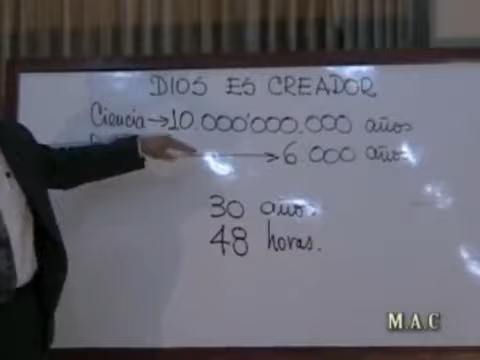 DIOS ES CREADOR
Ciencia → 10.000'000.000 años
→ 6.000 años
30 años.
48 horas.
M.A.C